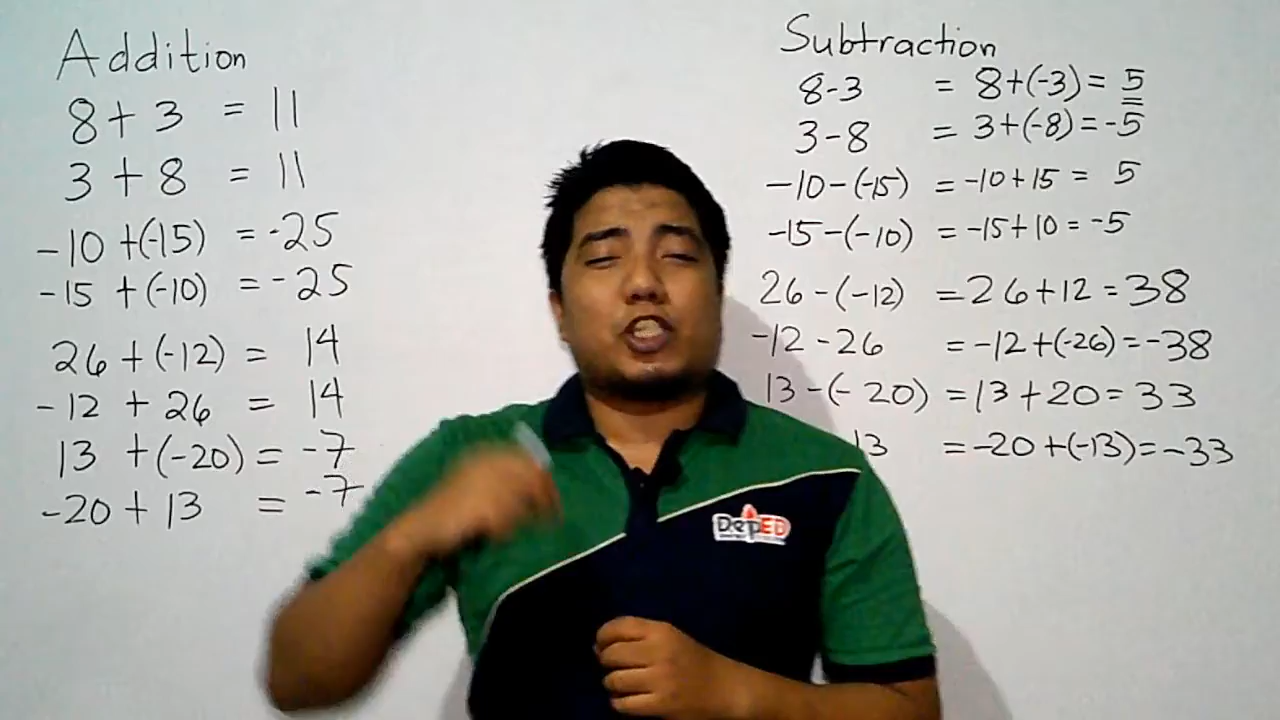 Addition
8 + 3 = 11
3 + 8 = 11
-10 + (-15) = -25
-15 + (-10) = -25
26 + (-12) = 14
-12 + 26 = 14
13 + (-20) = -7
-20 + 13 = -7
Subtraction
8-3 = 8+(-3) = 5
3-8 = 3+(-8) = -5
-10-(-15) = -10+15 = 5
-15-(-10) = -15+10 = -5
26-(-12) = 26+12 = 38
-12-26 = -12+(-26) = -38
13-(-20) = 13+20 = 33
13 = -20+(-13) = -33
DepED